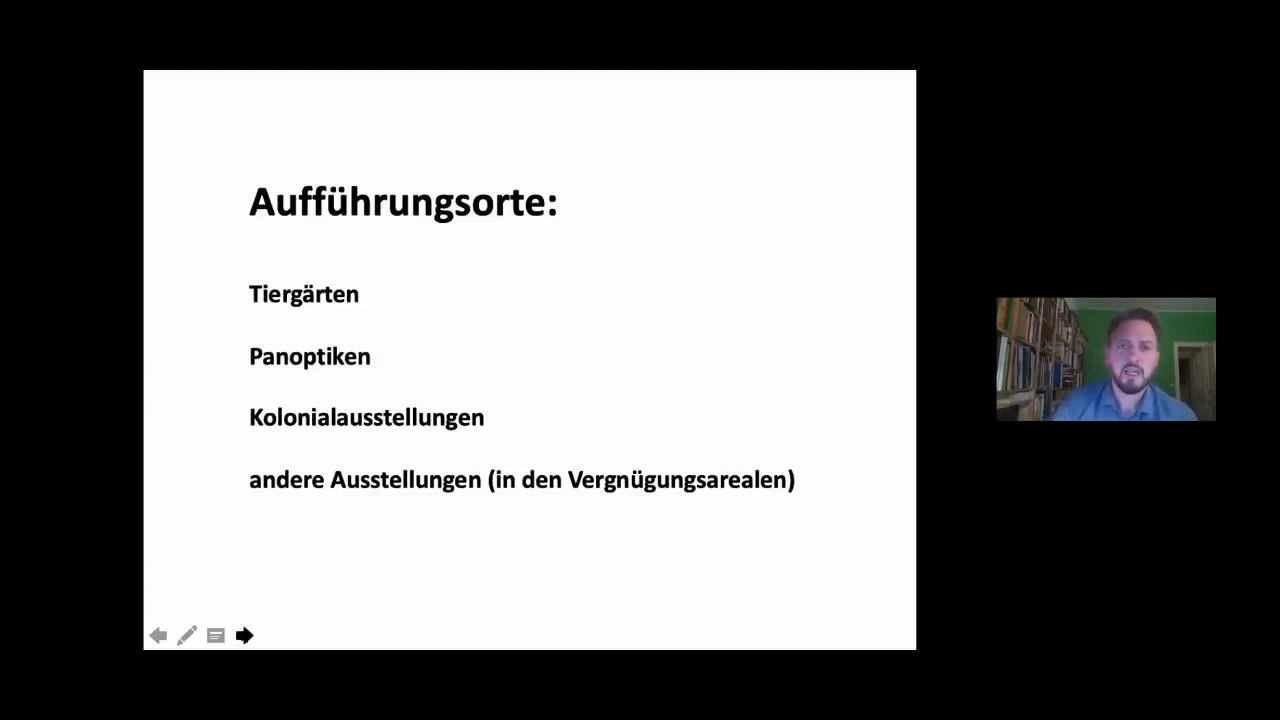 Aufführungsorte:
Tiergärten
Panoptiken
Kolonialausstellungen
andere Ausstellungen (in den Vergnügungsarealen)